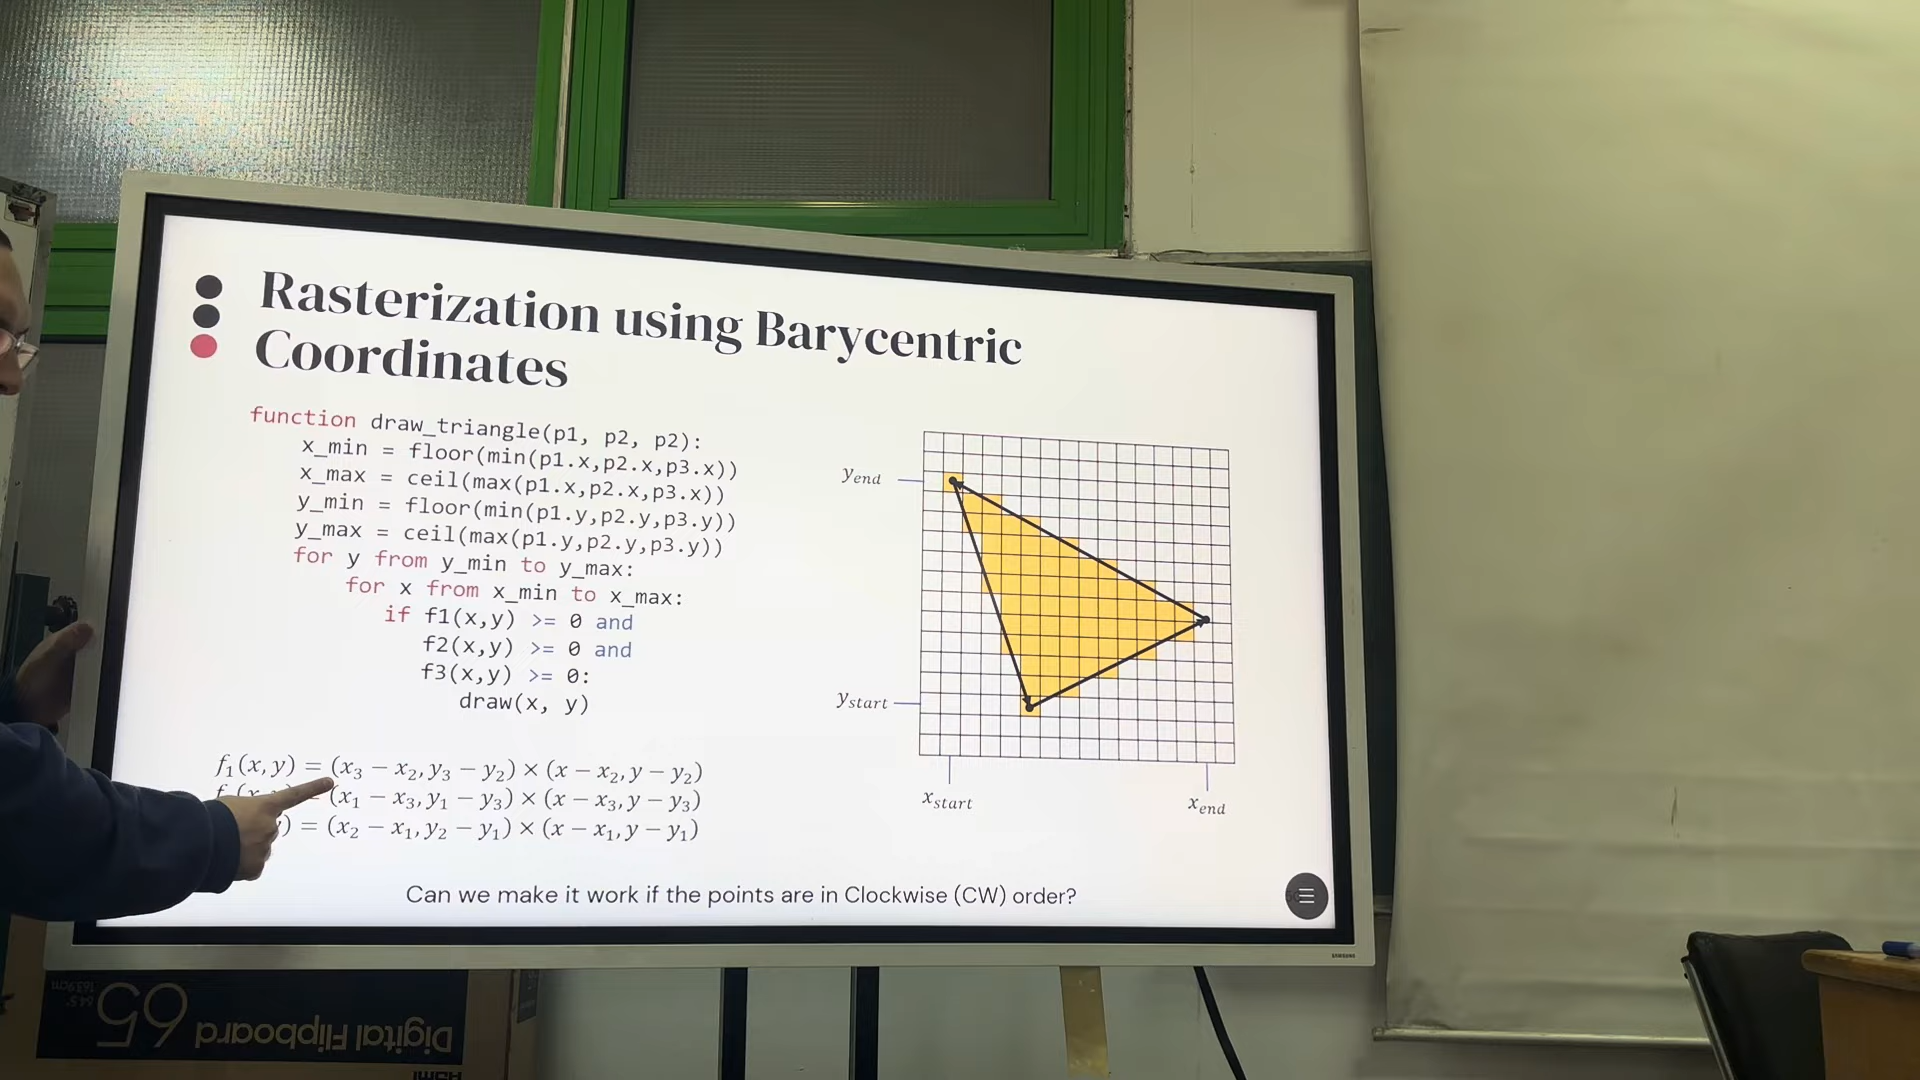 Rasterization using Barycentric
Coordinates
function draw_triangle(p1, p2, p2):
x_min = floor(min(p1.x,p2.x,p3.x))
x_max = ceil(max(p1.x,p2.x,p3.x))
y_min = floor(min(p1.y,p2.y,p3.y))
y_max = ceil(max(p1.y,p2.y,p3.y))
for y from y_min to y_max:
for x from x_min to x_max:
if f1(x,y) >= 0 and
f2(x,y) >= 0 and
f3(x,y) >= 0:
draw(x, y)
f₁(x, y) = (x₃ − x₂, y₃ − y₂) × (x − x₂, y − y₂)
(x₁ − x₃, y₁ − y₃) × (x − x₃, y − y₃)
) = (x₂ − x₁, y₂ − y₁) × (x − x₁, y − y₁)
y_end
y_start
x_start
x_end
Can we make it work if the points are in Clockwise (CW) order?
SAMSUNG
65
Digital Flipboard